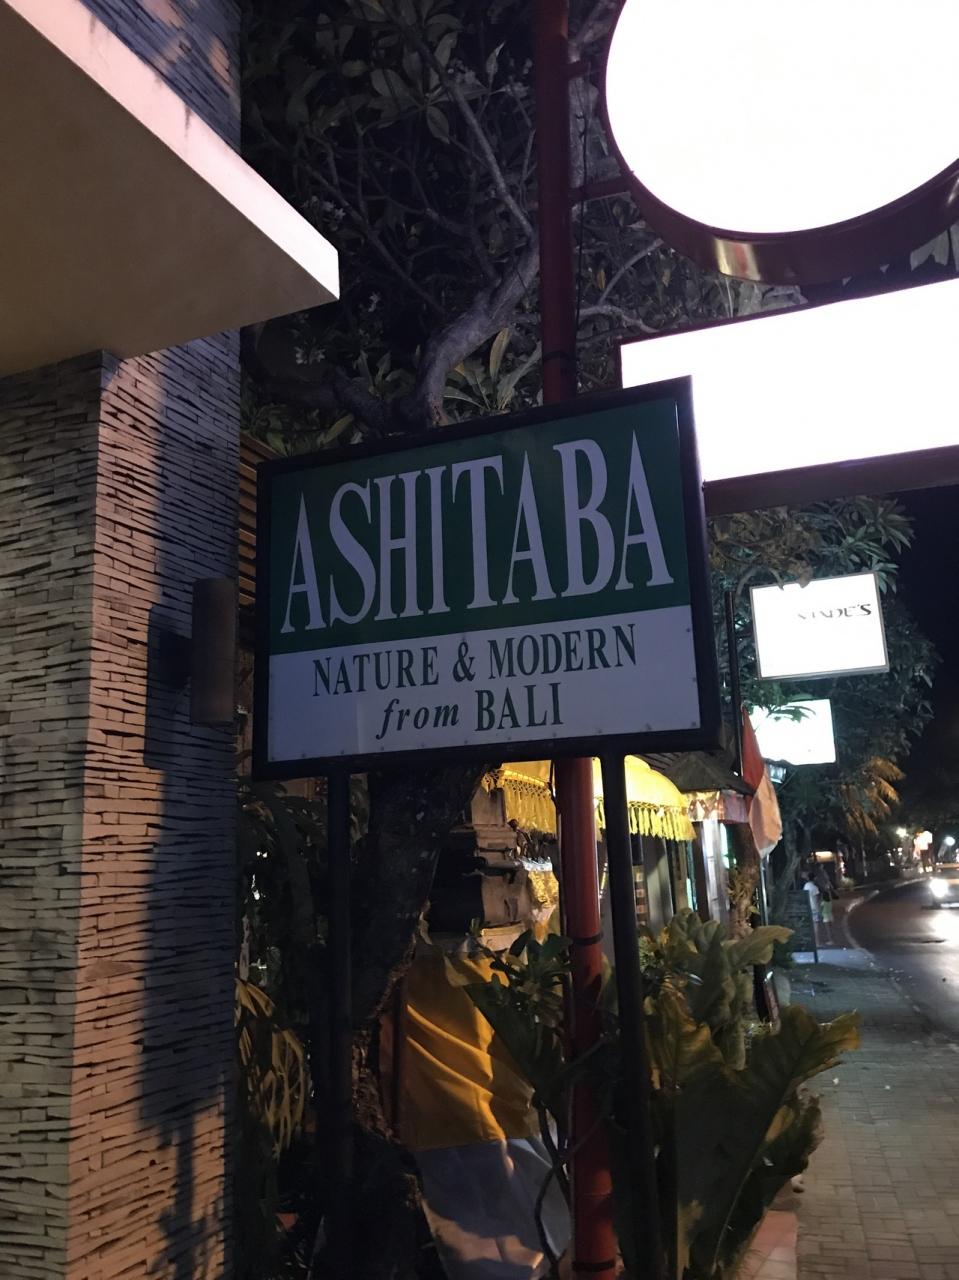 ASHITABA
NATURE & MODERN
from BALI